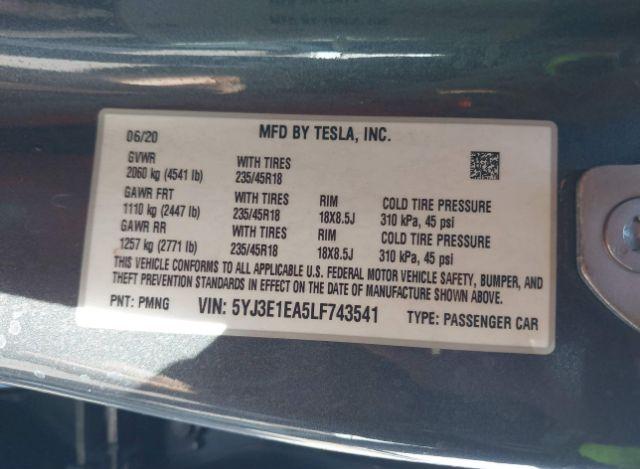 06/20 MFD BY TESLA, INC.
GVWR WITH TIRES
2060 kg (4541 lb) 235/45R18
GAWR FRT WITH TIRES RIM COLD TIRE PRESSURE
1110 kg (2447 lb) 235/45R18 18X8.5J 310 kPa, 45 psi
GAWR RR WITH TIRES RIM COLD TIRE PRESSURE
1257 kg (2771 lb) 235/45R18 18X8.5J 310 kPa, 45 psi
THIS VEHICLE CONFORMS TO ALL APPLICABLE U.S. FEDERAL MOTOR VEHICLE SAFETY, BUMPER, AND
THEFT PREVENTION STANDARDS IN EFFECT ON THE DATE OF MANUFACTURE SHOWN ABOVE.
PNT: PMNG VIN: 5YJ3E1EA5LF743541 TYPE: PASSENGER CAR